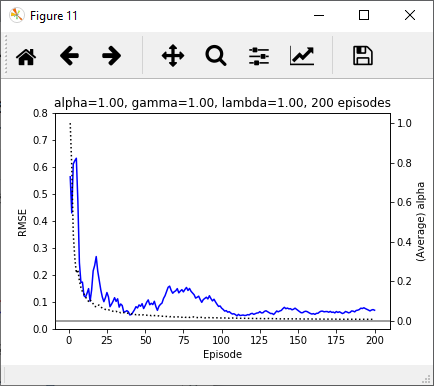 Figure 11
alpha=1.00, gamma=1.00, lambda=1.00, 200 episodes
0.8
0.7
0.6
0.5
0.4
0.3
0.2
0.1
0.0
RMSE
1.0
0.8
0.6
0.4
0.2
0.0
(Average) alpha
0 25 50 75 100 125 150 175 200
Episode